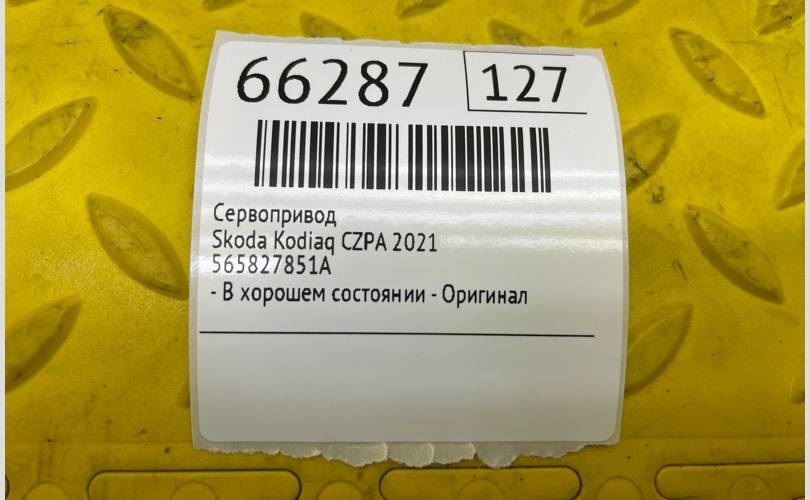 66287 127
Сервопривод
Skoda Kodiaq CZPA 2021
565827851A
- В хорошем состоянии - Оригинал